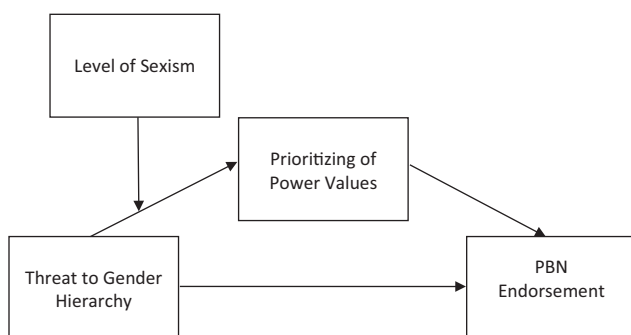 Level of Sexism
Prioritizing of
Power Values
Threat to Gender
Hierarchy
PBN
Endorsement